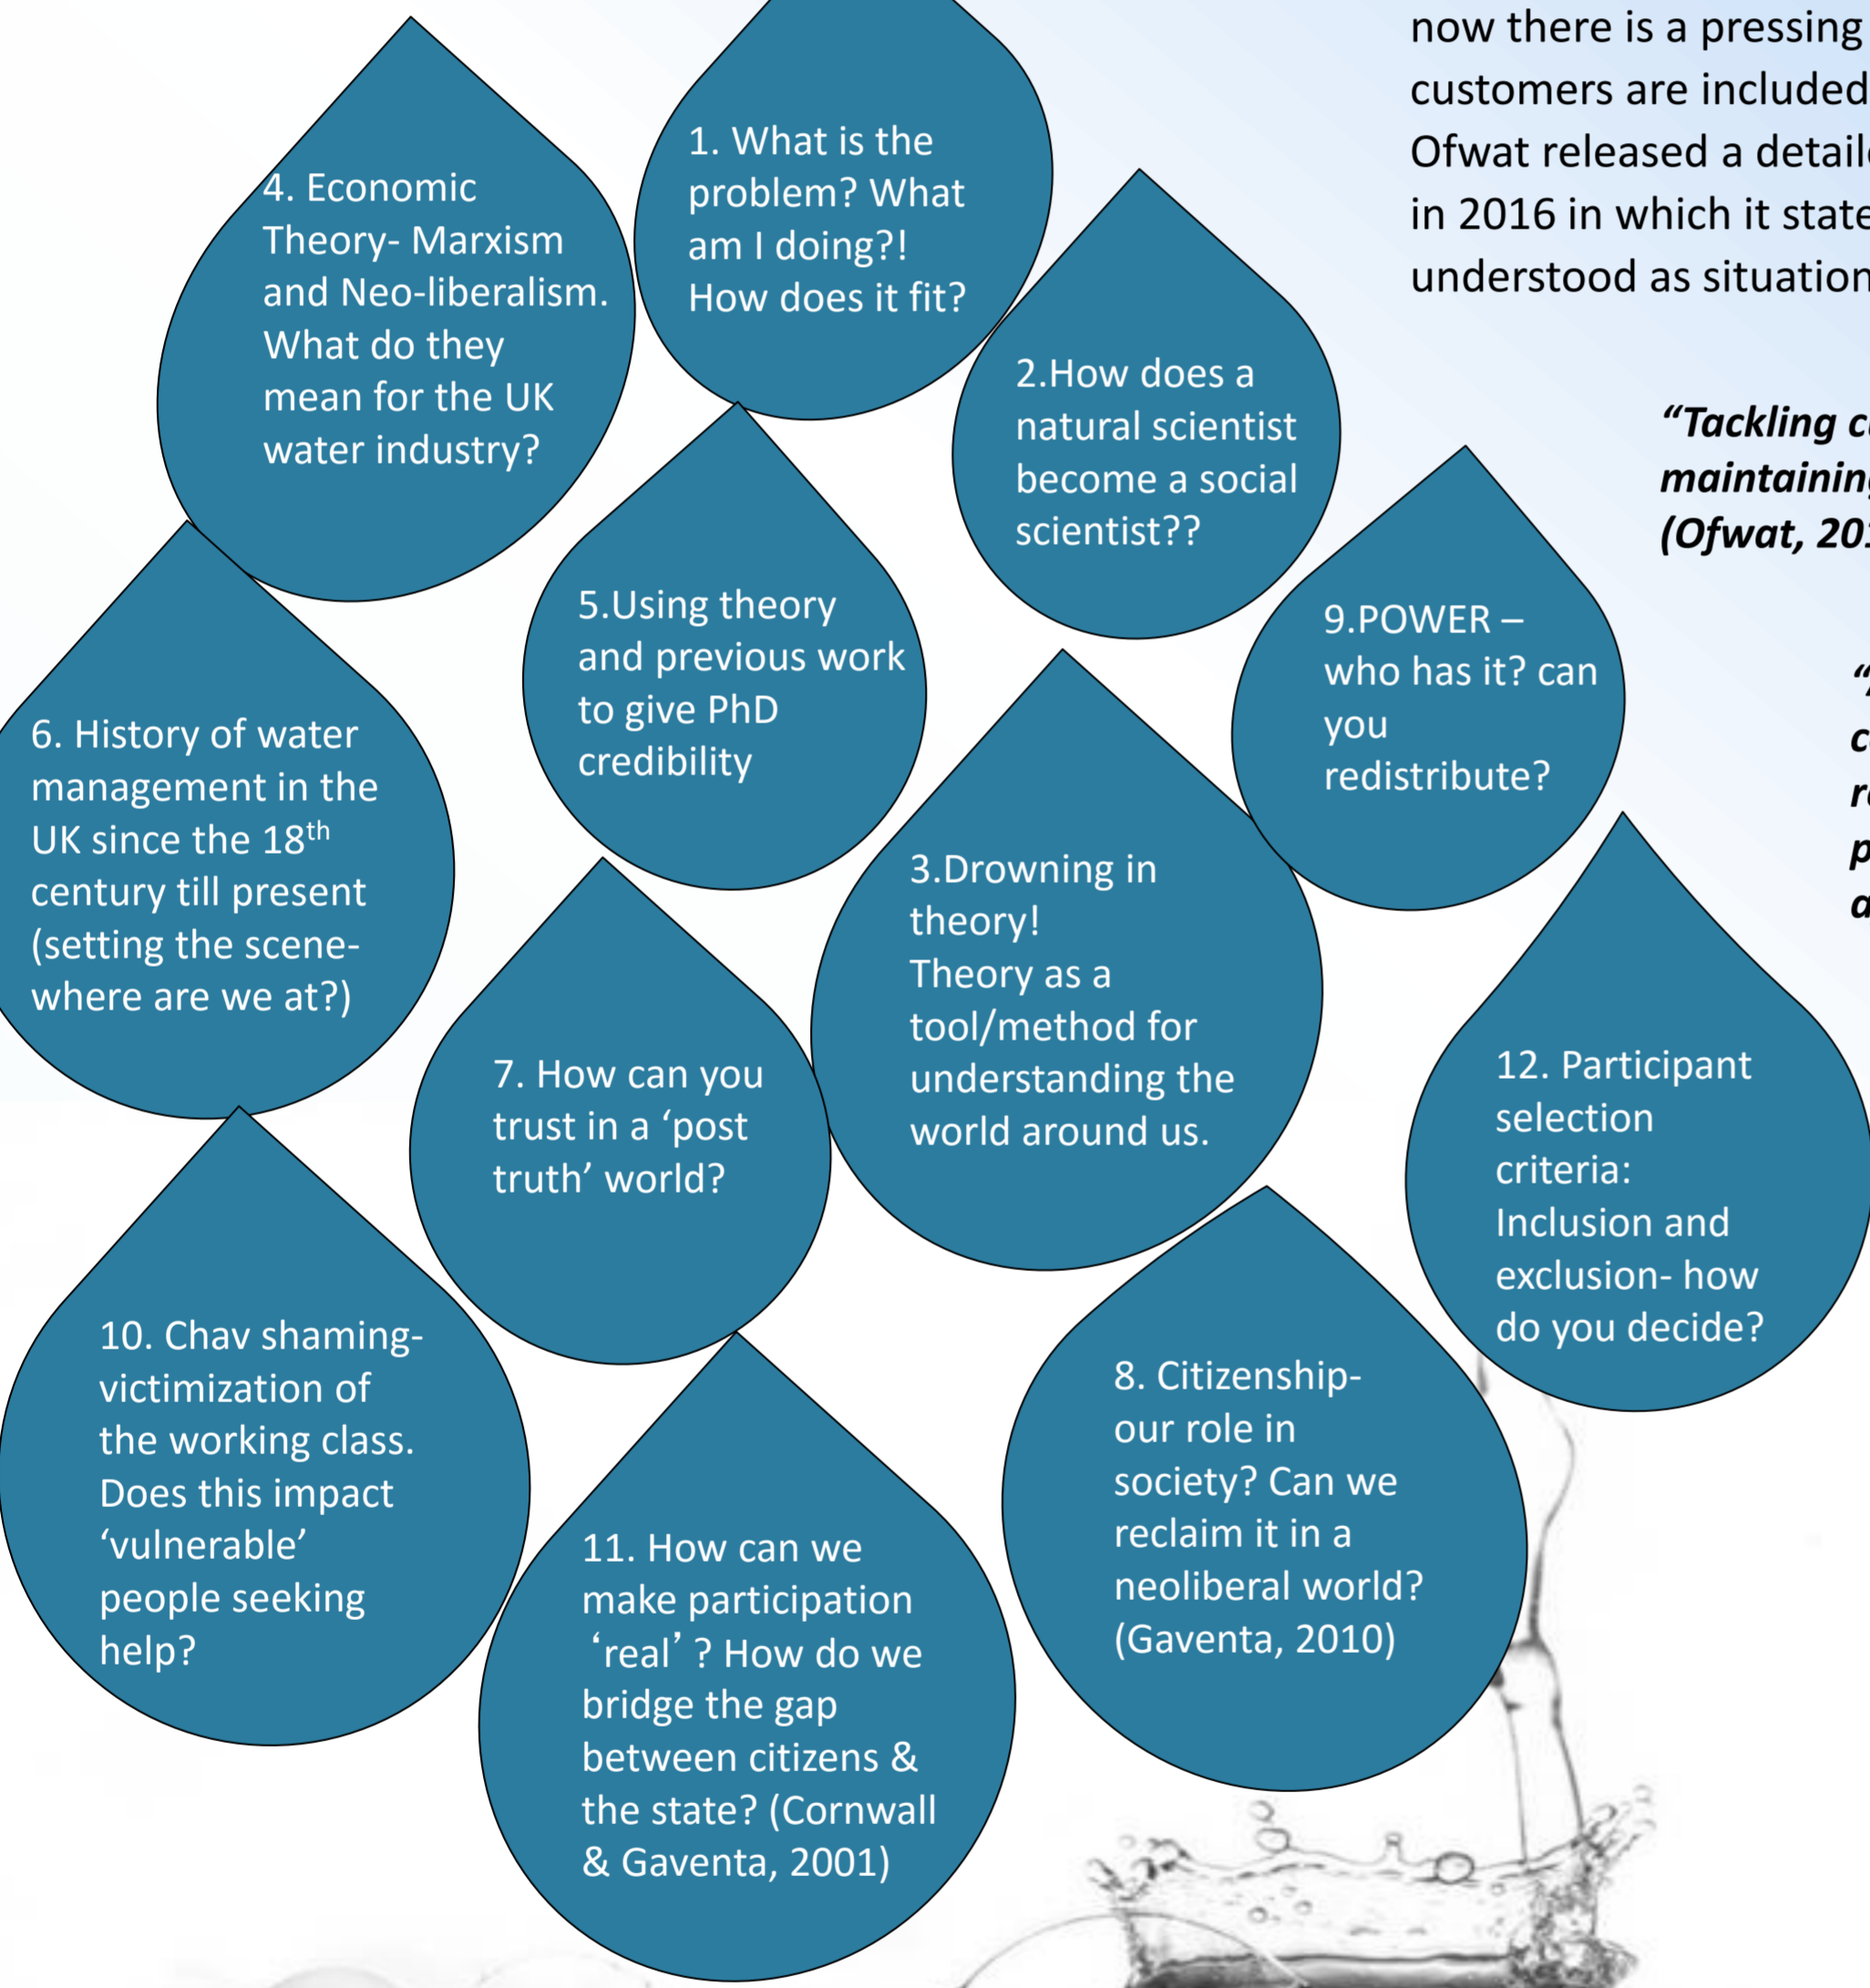 1. What is the
problem? What
am I doing?!
How does it fit?
2.How does a
natural scientist
become a social
scientist??
3.Drowning in
theory!
Theory as a
tool/method for
understanding the
world around us.
4. Economic
Theory- Marxism
and Neo-liberalism.
What do they
mean for the UK
water industry?
5.Using theory
and previous work
to give PhD
credibility
6. History of water
management in the
UK since the 18th
century till present
(setting the scene-
where are we at?)
7. How can you
trust in a ‘post
truth’ world?
8. Citizenship-
our role in
society? Can we
reclaim it in a
neoliberal world?
(Gaventa, 2010)
9.POWER –
who has it? can
you
redistribute?
10. Chav shaming-
victimization of
the working class.
Does this impact
‘vulnerable’
people seeking
help?
11. How can we
make participation
‘real’ ? How do we
bridge the gap
between citizens &
the state? (Cornwall
& Gaventa, 2001)
12. Participant
selection
criteria:
Inclusion and
exclusion- how
do you decide?
now there is a pressing
customers are included
Ofwat released a
in 2016 in which it
understood as
“Tackling
(Ofwat,